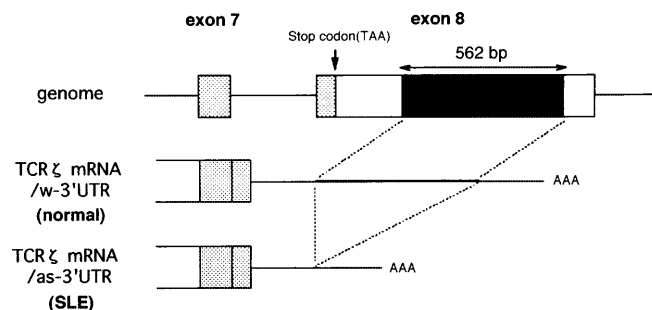 exon 7
exon 8
Stop codon(TAA)
562 bp
genome
TCR ζ mRNA
/w-3'UTR
(normal)
AAA
TCR ζ mRNA
/as-3'UTR
(SLE)
AAA